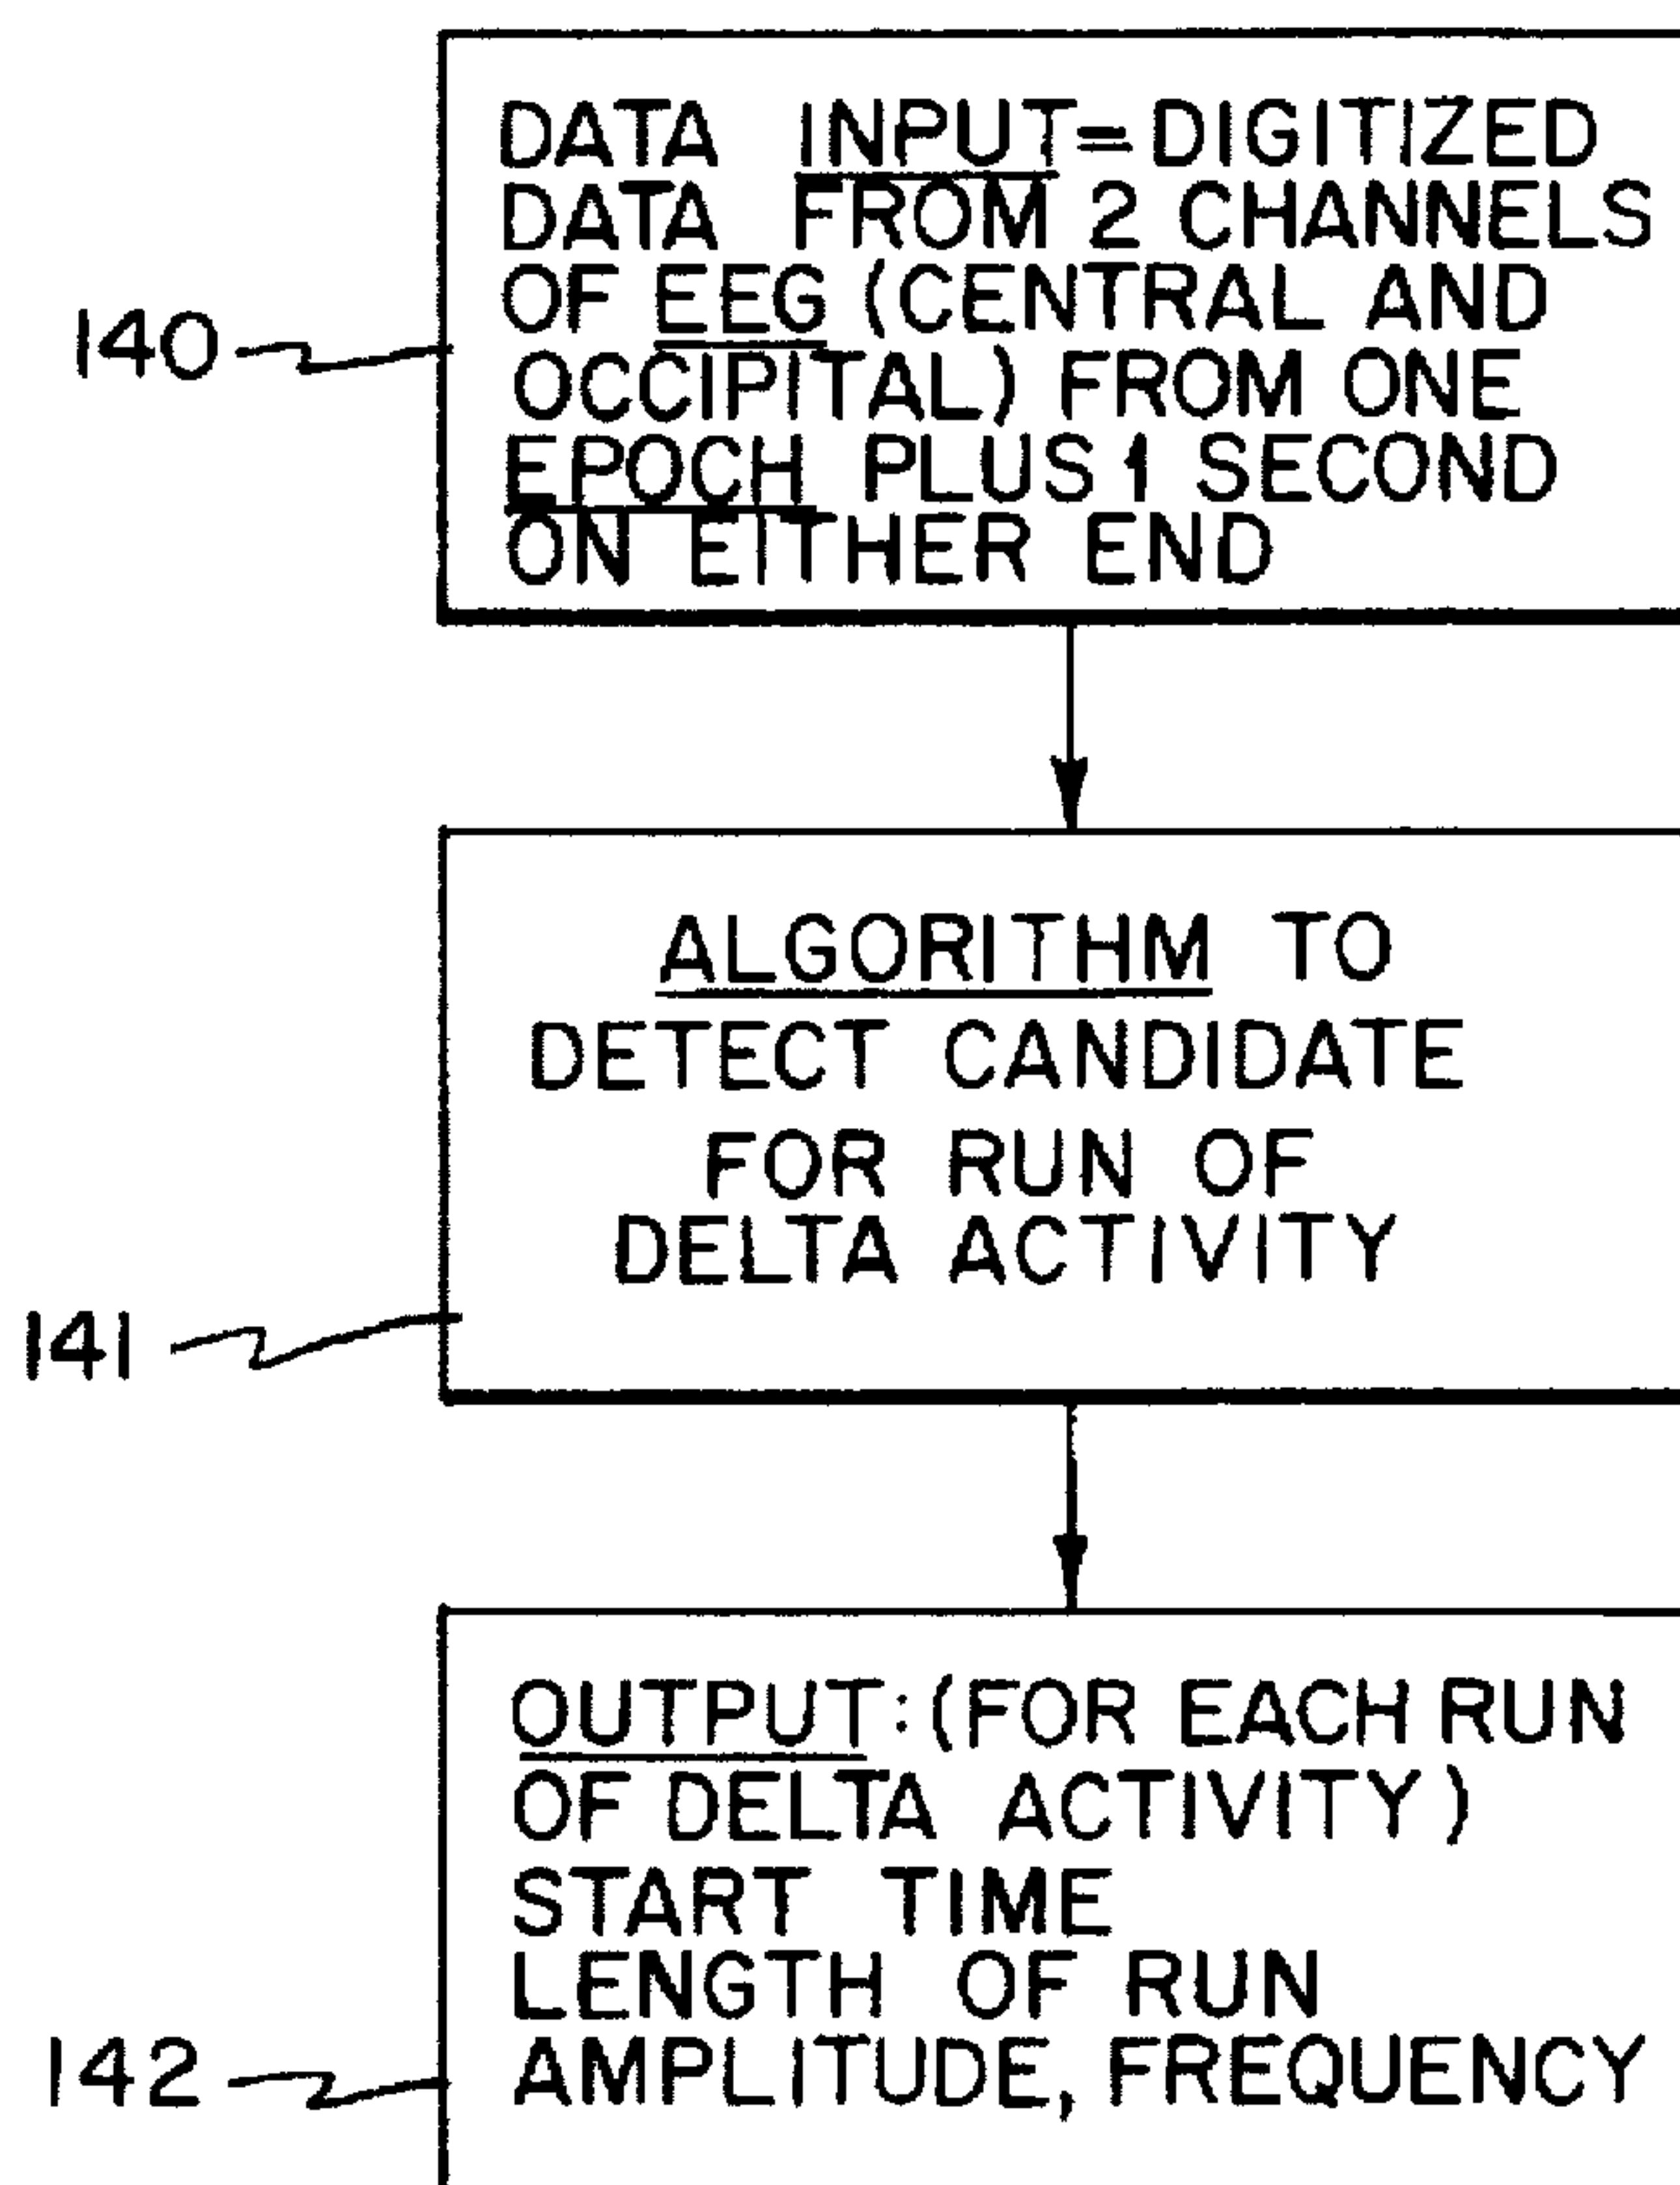 DATA INPUT=DIGITIZED
DATA FROM 2 CHANNELS
OF EEG (CENTRAL AND
OCCIPITAL) FROM ONE
EPOCH PLUS 1 SECOND
ON EITHER END
140
ALGORITHM TO
DETECT CANDIDATE
FOR RUN OF
DELTA ACTIVITY
141
OUTPUT:(FOR EACH RUN
OF DELTA ACTIVITY)
START TIME
LENGTH OF RUN
AMPLITUDE, FREQUENCY
142